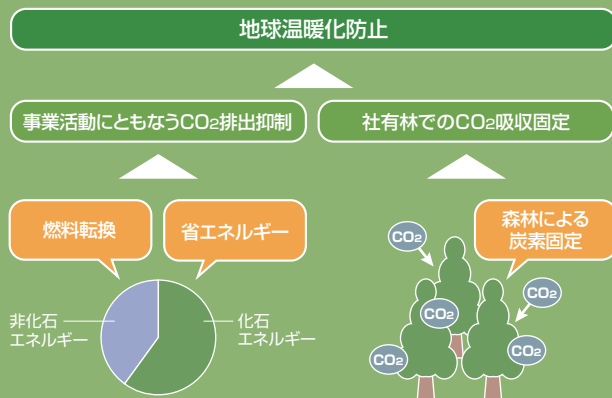 地球温暖化防止
事業活動にともなうCO2排出抑制
社有林でのCO2吸収固定
燃料転換
省エネルギー
森林による
炭素固定
非化石
エネルギー
化石
エネルギー
CO2
CO2
CO2
CO2
CO2